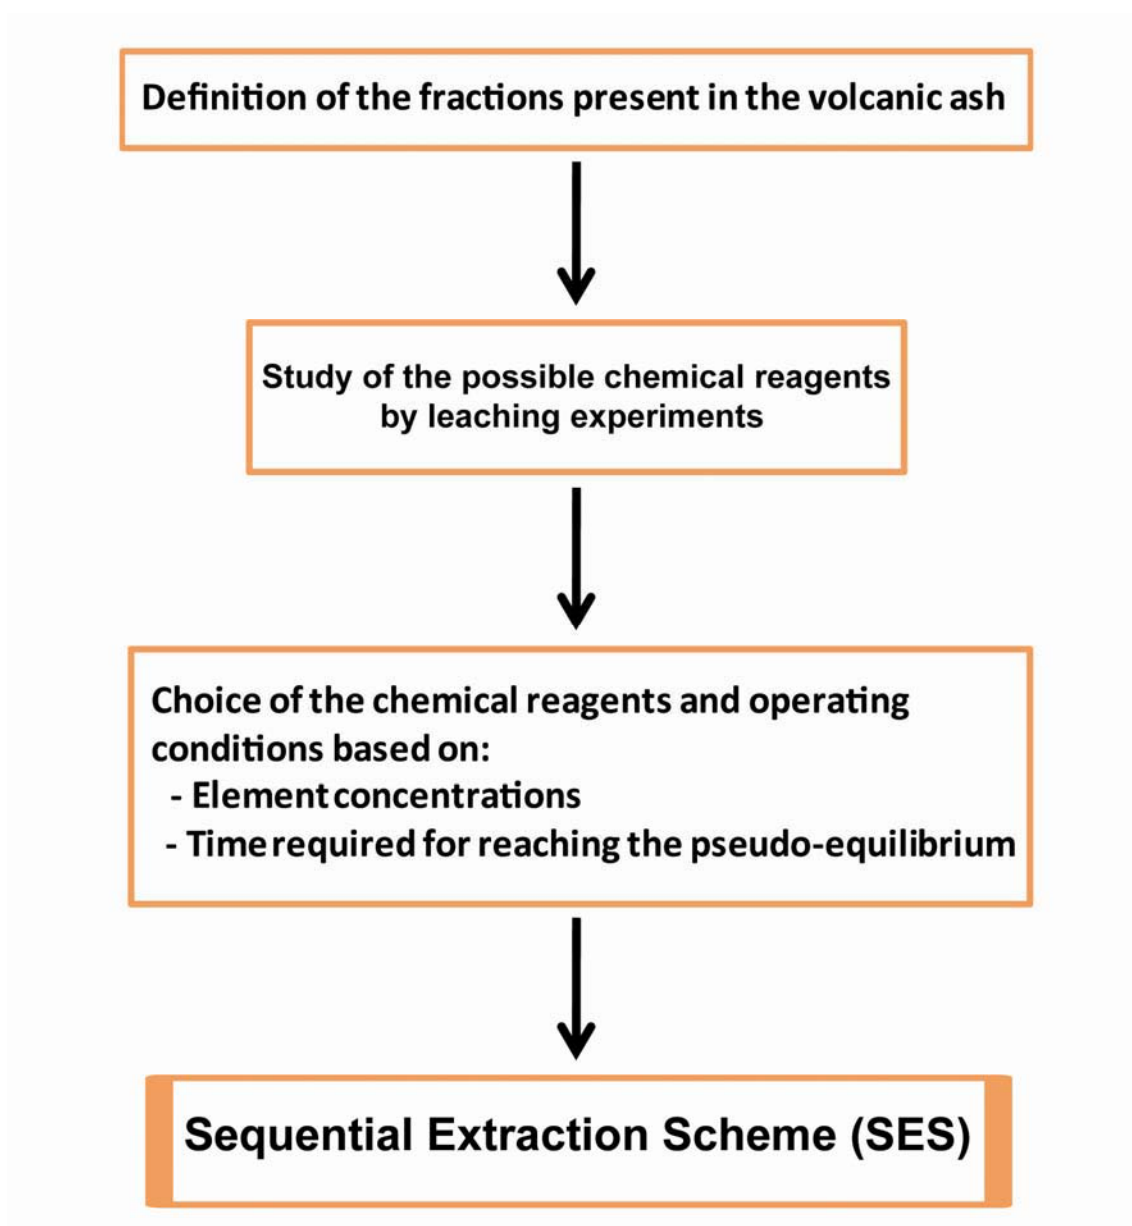 Definition of the fractions present in the volcanic ash
Study of the possible chemical reagents
by leaching experiments
Choice of the chemical reagents and operating
conditions based on:
- Element concentrations
- Time required for reaching the pseudo-equilibrium
Sequential Extraction Scheme (SES)